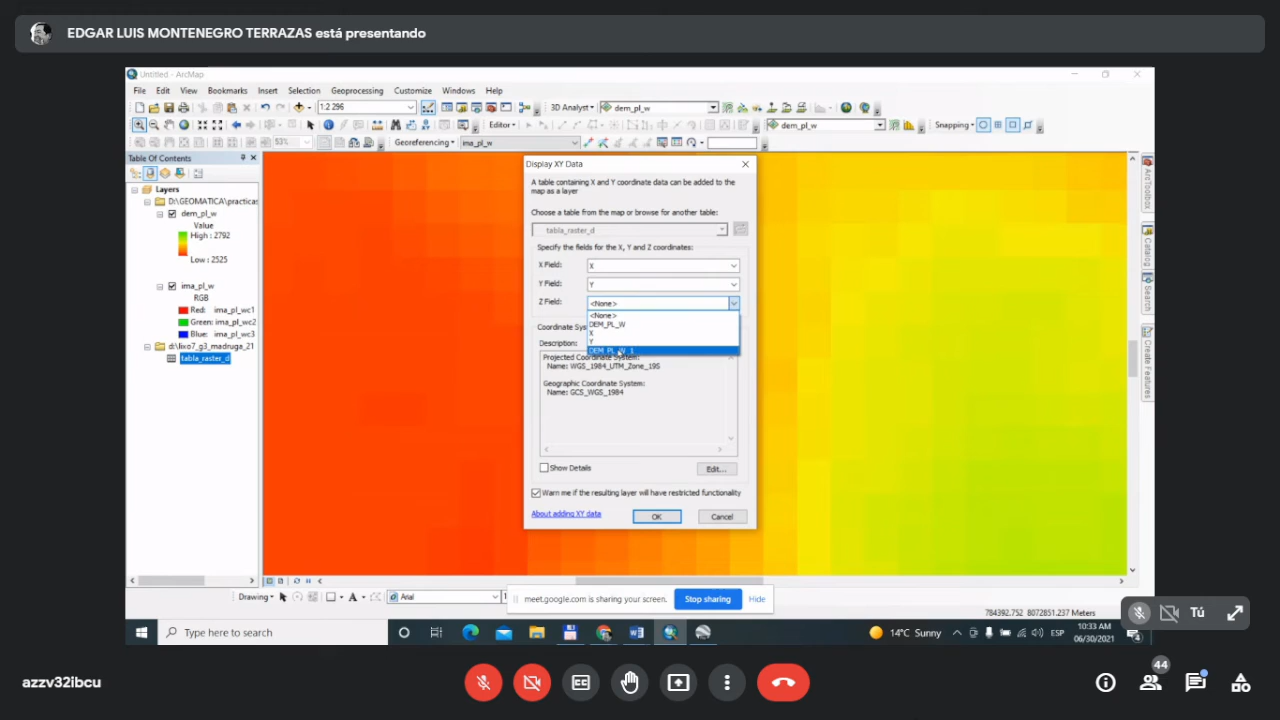 EDGAR LUIS MONTENEGRO TERRAZAS está presentando
Untitled - ArcMap
File Edit View Bookmarks Insert Selection Geoprocessing Customize Windows Help
1:2 296
3D Analyst
dem_pl_w
Editor
dem_pl_w
Snapping
53%
Georeferencing
ima_pl_w
Table Of Contents
Layers
D:\GEOMATICA\practicas
dem_pl_w
Value
High : 2792
Low : 2525
ima_pl_w
RGB
Red: ima_pl_wc1
Green: ima_pl_wc2
Blue: ima_pl_wc3
d:\lixo7_g3_madruga_21
tabla_raster_d
Display XY Data
A table containing X and Y coordinate data can be added to the
map as a layer
Choose a table from the map or browse for another table:
tabla_raster_d
Specify the fields for the X, Y and Z coordinates:
X Field: X
Y Field: Y
Z Field: <None>
<None>
DEM_PL_W
X
Y
DEM_PL_W_1
Coordinate Sys
Description:
Projected Coordinate System:
Name: WGS_1984_UTM_Zone_19S
Geographic Coordinate System:
Name: GCS_WGS_1984
Show Details
Edit...
Warn me if the resulting layer will have restricted functionality
About adding XY data
OK
Cancel
ArcToolbox
Catalog
Search
Create Features
Drawing
A
Arial
meet.google.com is sharing your screen.
Stop sharing
Hide
784392.752 8072851.237 Meters
Tú
Type here to search
14°C Sunny
ESP
10:33 AM
06/30/2021
4
azzv32ibcu
44